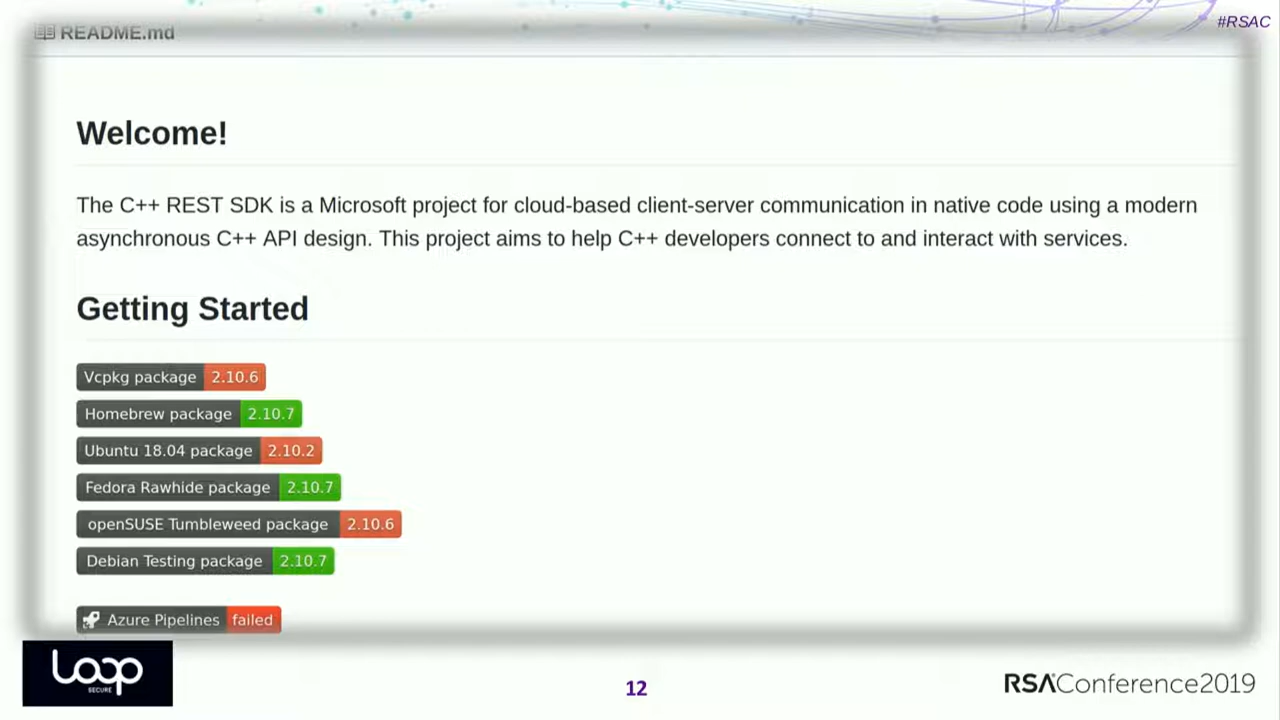 #RSAC
README.md
Welcome!
The C++ REST SDK is a Microsoft project for cloud-based client-server communication in native code using a modern
asynchronous C++ API design. This project aims to help C++ developers connect to and interact with services.
Getting Started
Vcpkg package 2.10.6
Homebrew package 2.10.7
Ubuntu 18.04 package 2.10.2
Fedora Rawhide package 2.10.7
openSUSE Tumbleweed package 2.10.6
Debian Testing package 2.10.7
Azure Pipelines failed
Loop
SECURE
12
RSAConference2019